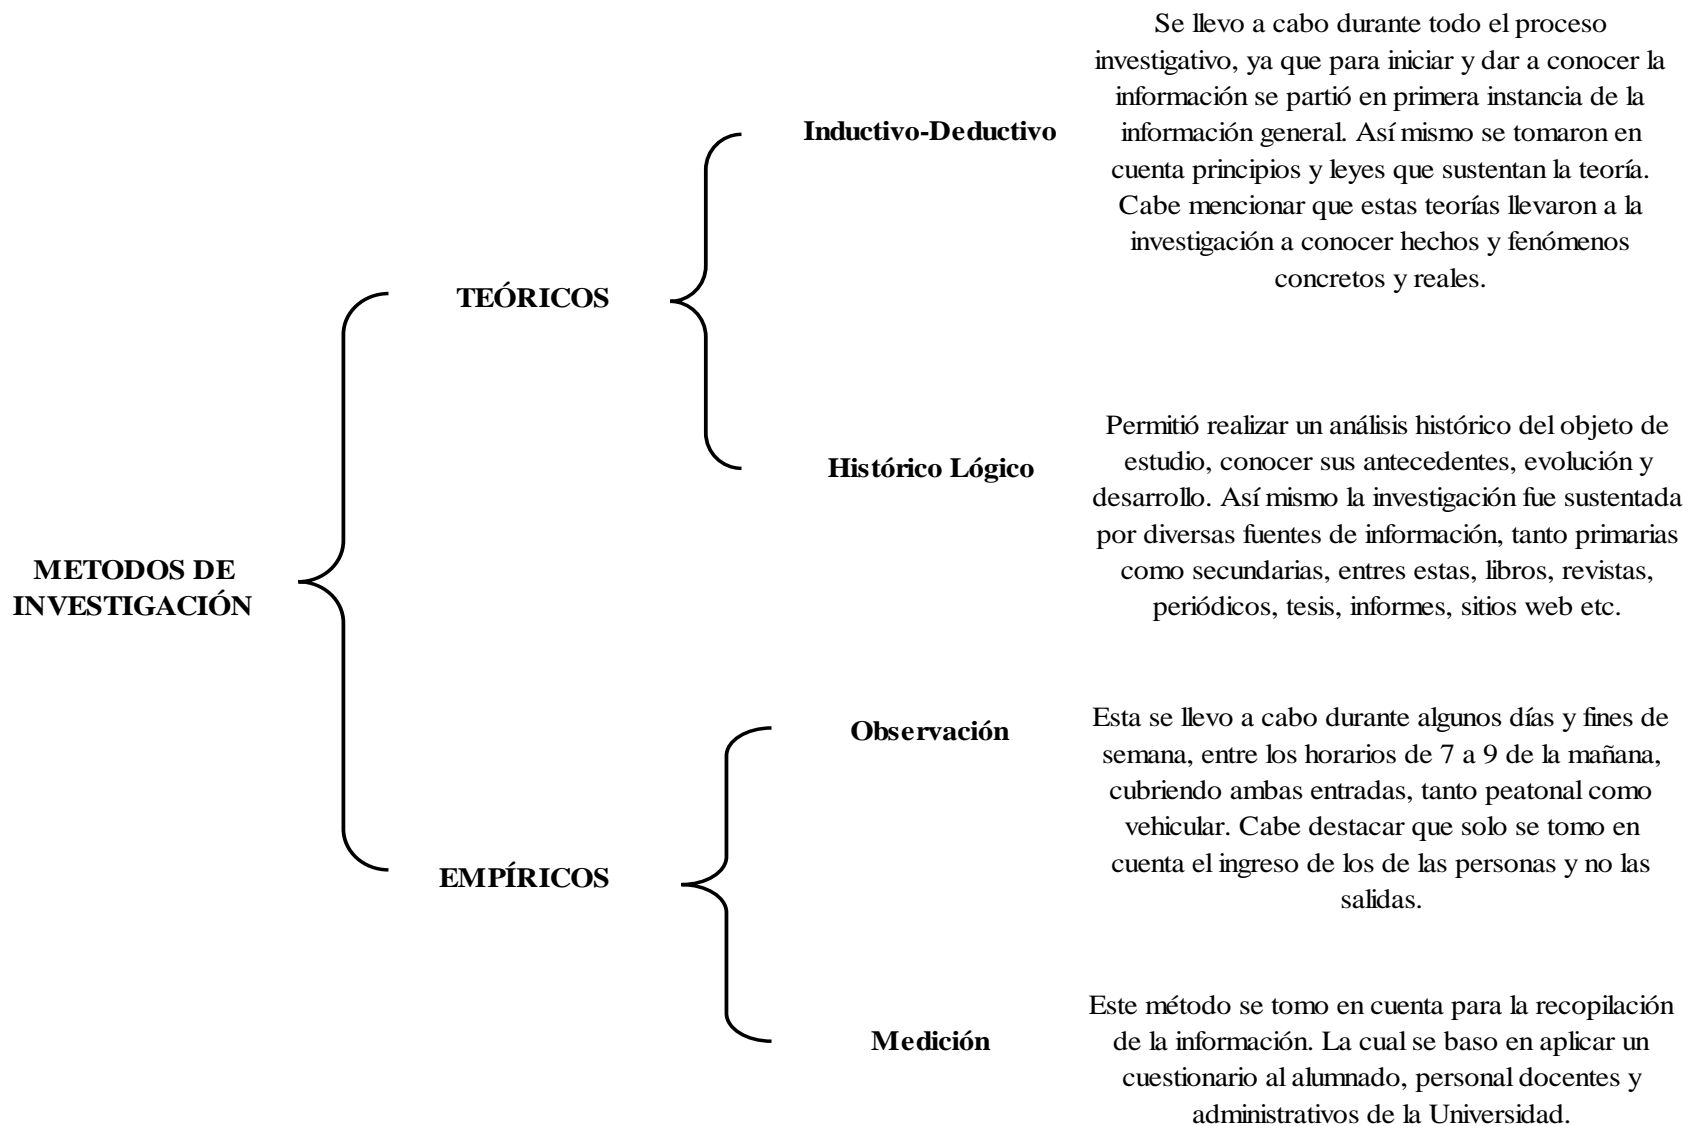 METODOS DE
INVESTIGACIÓN
TEÓRICOS
Inductivo-Deductivo
Se llevo a cabo durante todo el proceso
investigativo, ya que para iniciar y dar a conocer la
información se partió en primera instancia de la
información general. Así mismo se tomaron en
cuenta principios y leyes que sustentan la teoría.
Cabe mencionar que estas teorías llevaron a la
investigación a conocer hechos y fenómenos
concretos y reales.
Histórico Lógico
Permitió realizar un análisis histórico del objeto de
estudio, conocer sus antecedentes, evolución y
desarrollo. Así mismo la investigación fue sustentada
por diversas fuentes de información, tanto primarias
como secundarias, entres estas, libros, revistas,
periódicos, tesis, informes, sitios web etc.
EMPÍRICOS
Observación
Esta se llevo a cabo durante algunos días y fines de
semana, entre los horarios de 7 a 9 de la mañana,
cubriendo ambas entradas, tanto peatonal como
vehicular. Cabe destacar que solo se tomo en
cuenta el ingreso de los de las personas y no las
salidas.
Medición
Este método se tomo en cuenta para la recopilación
de la información. La cual se baso en aplicar un
cuestionario al alumnado, personal docentes y
administrativos de la Universidad.